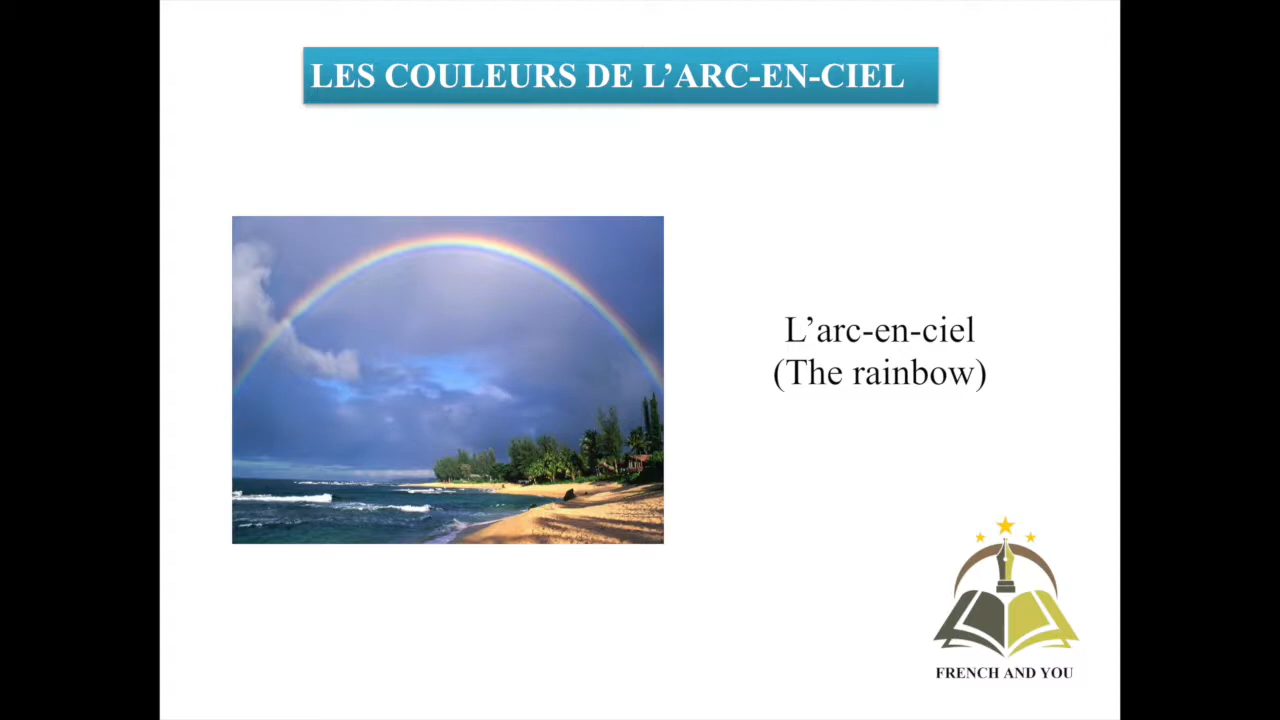 LES COULEURS DE L’ARC-EN-CIEL
L’arc-en-ciel
(The rainbow)
FRENCH AND YOU